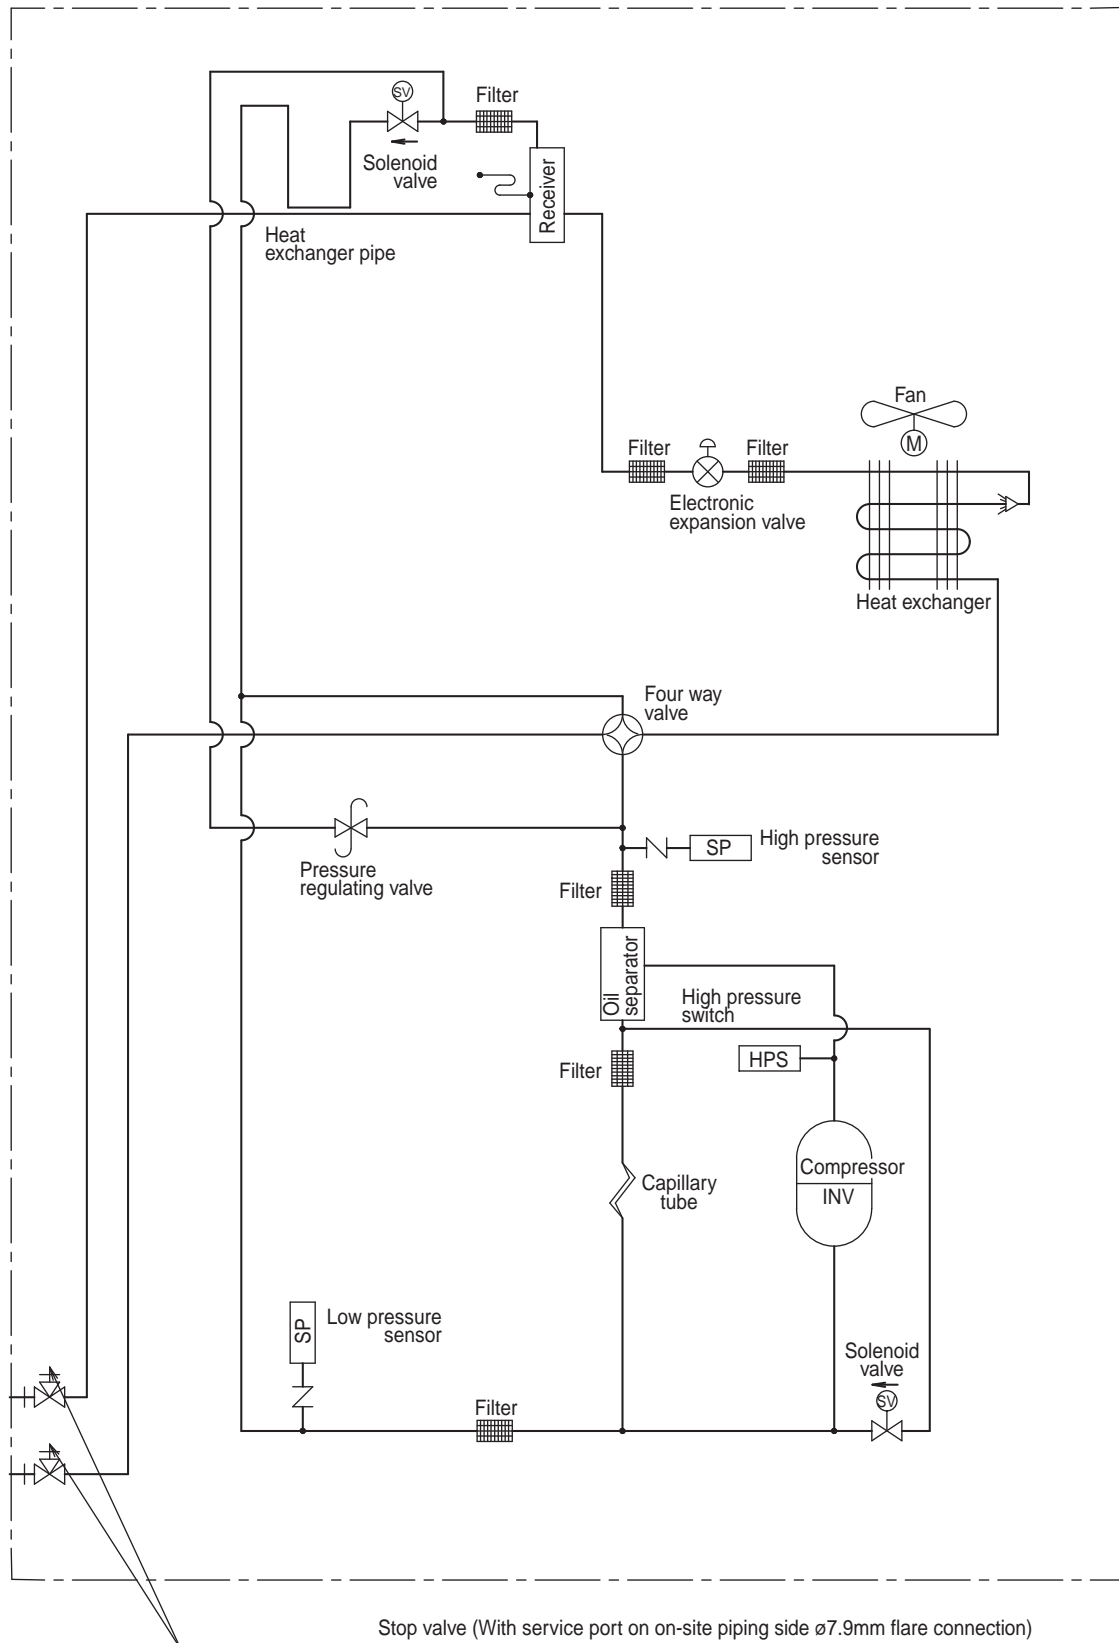 SV
Filter
Solenoid
valve
Receiver
Heat
exchanger pipe
Fan
M
Filter
Filter
Electronic
expansion valve
Heat exchanger
Four way
valve
High pressure
sensor
SP
Pressure
regulating valve
Filter
Oil
separator
High pressure
switch
HPS
Filter
Compressor
INV
Capillary
tube
SP
Low pressure
sensor
Solenoid
valve
SV
Filter
Stop valve (With service port on on-site piping side ø7.9mm flare connection)